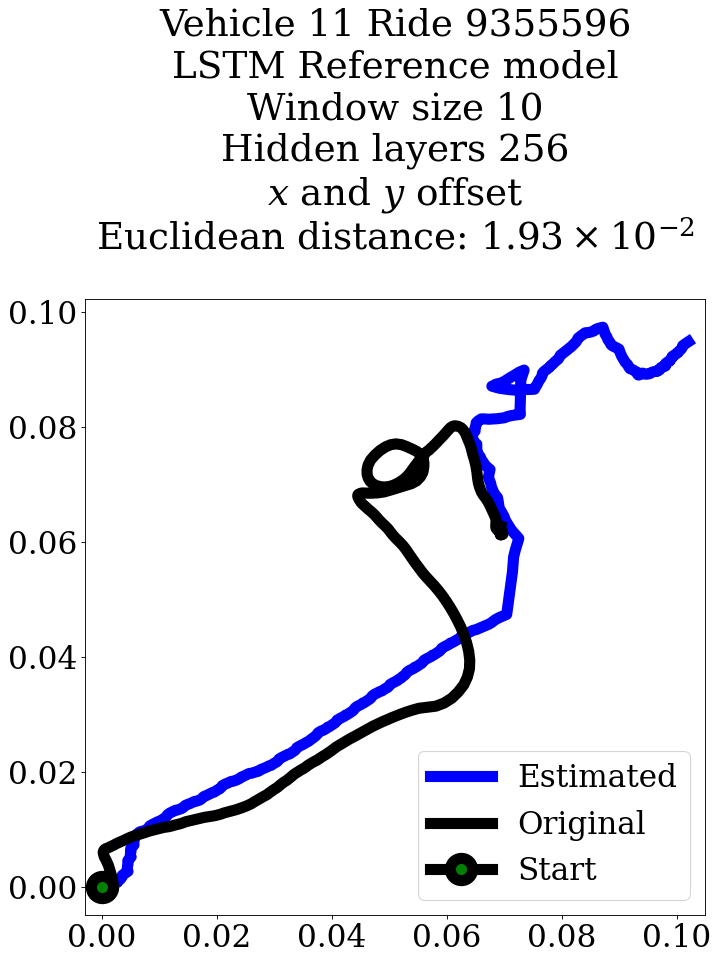 Vehicle 11 Ride 9355596
LSTM Reference model
Window size 10
Hidden layers 256
x and y offset
Euclidean distance: 1.93 × 10⁻²
0.10
0.08
0.06
0.04
0.02
0.00
Estimated
Original
Start
0.00 0.02 0.04 0.06 0.08 0.10